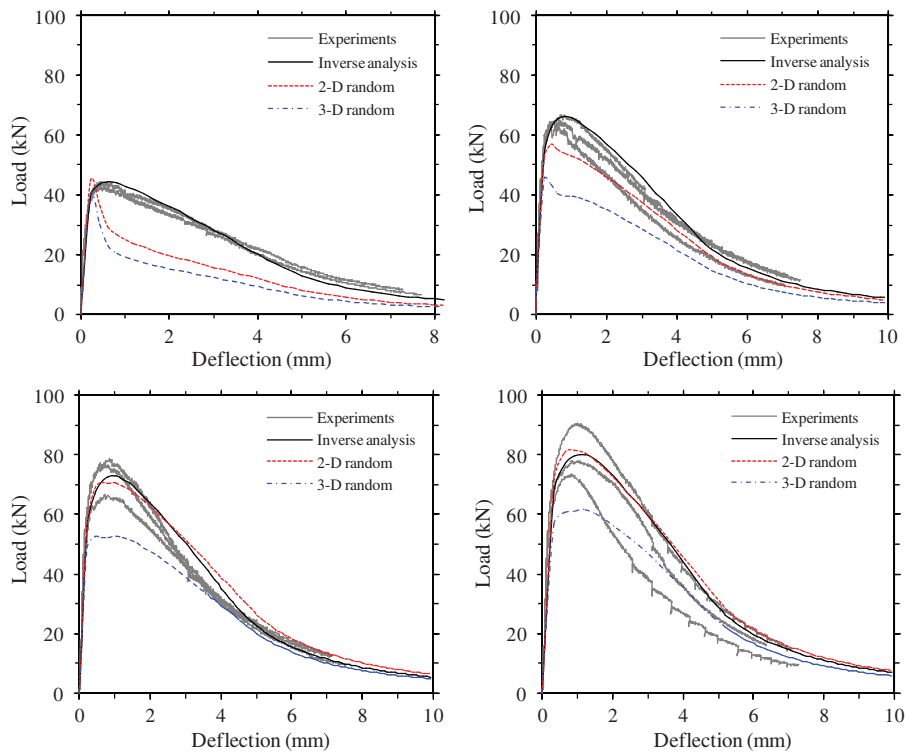 100
80
60
40
20
0
Load (kN)
0
2
4
6
8
Deflection (mm)
Experiments
Inverse analysis
2-D random
3-D random
100
80
60
40
20
0
Load (kN)
0
2
4
6
8
10
Deflection (mm)
Experiments
Inverse analysis
2-D random
3-D random
100
80
60
40
20
0
Load (kN)
0
2
4
6
8
10
Deflection (mm)
Experiments
Inverse analysis
2-D random
3-D random
100
80
60
40
20
0
Load (kN)
0
2
4
6
8
10
Deflection (mm)
Experiments
Inverse analysis
2-D random
3-D random